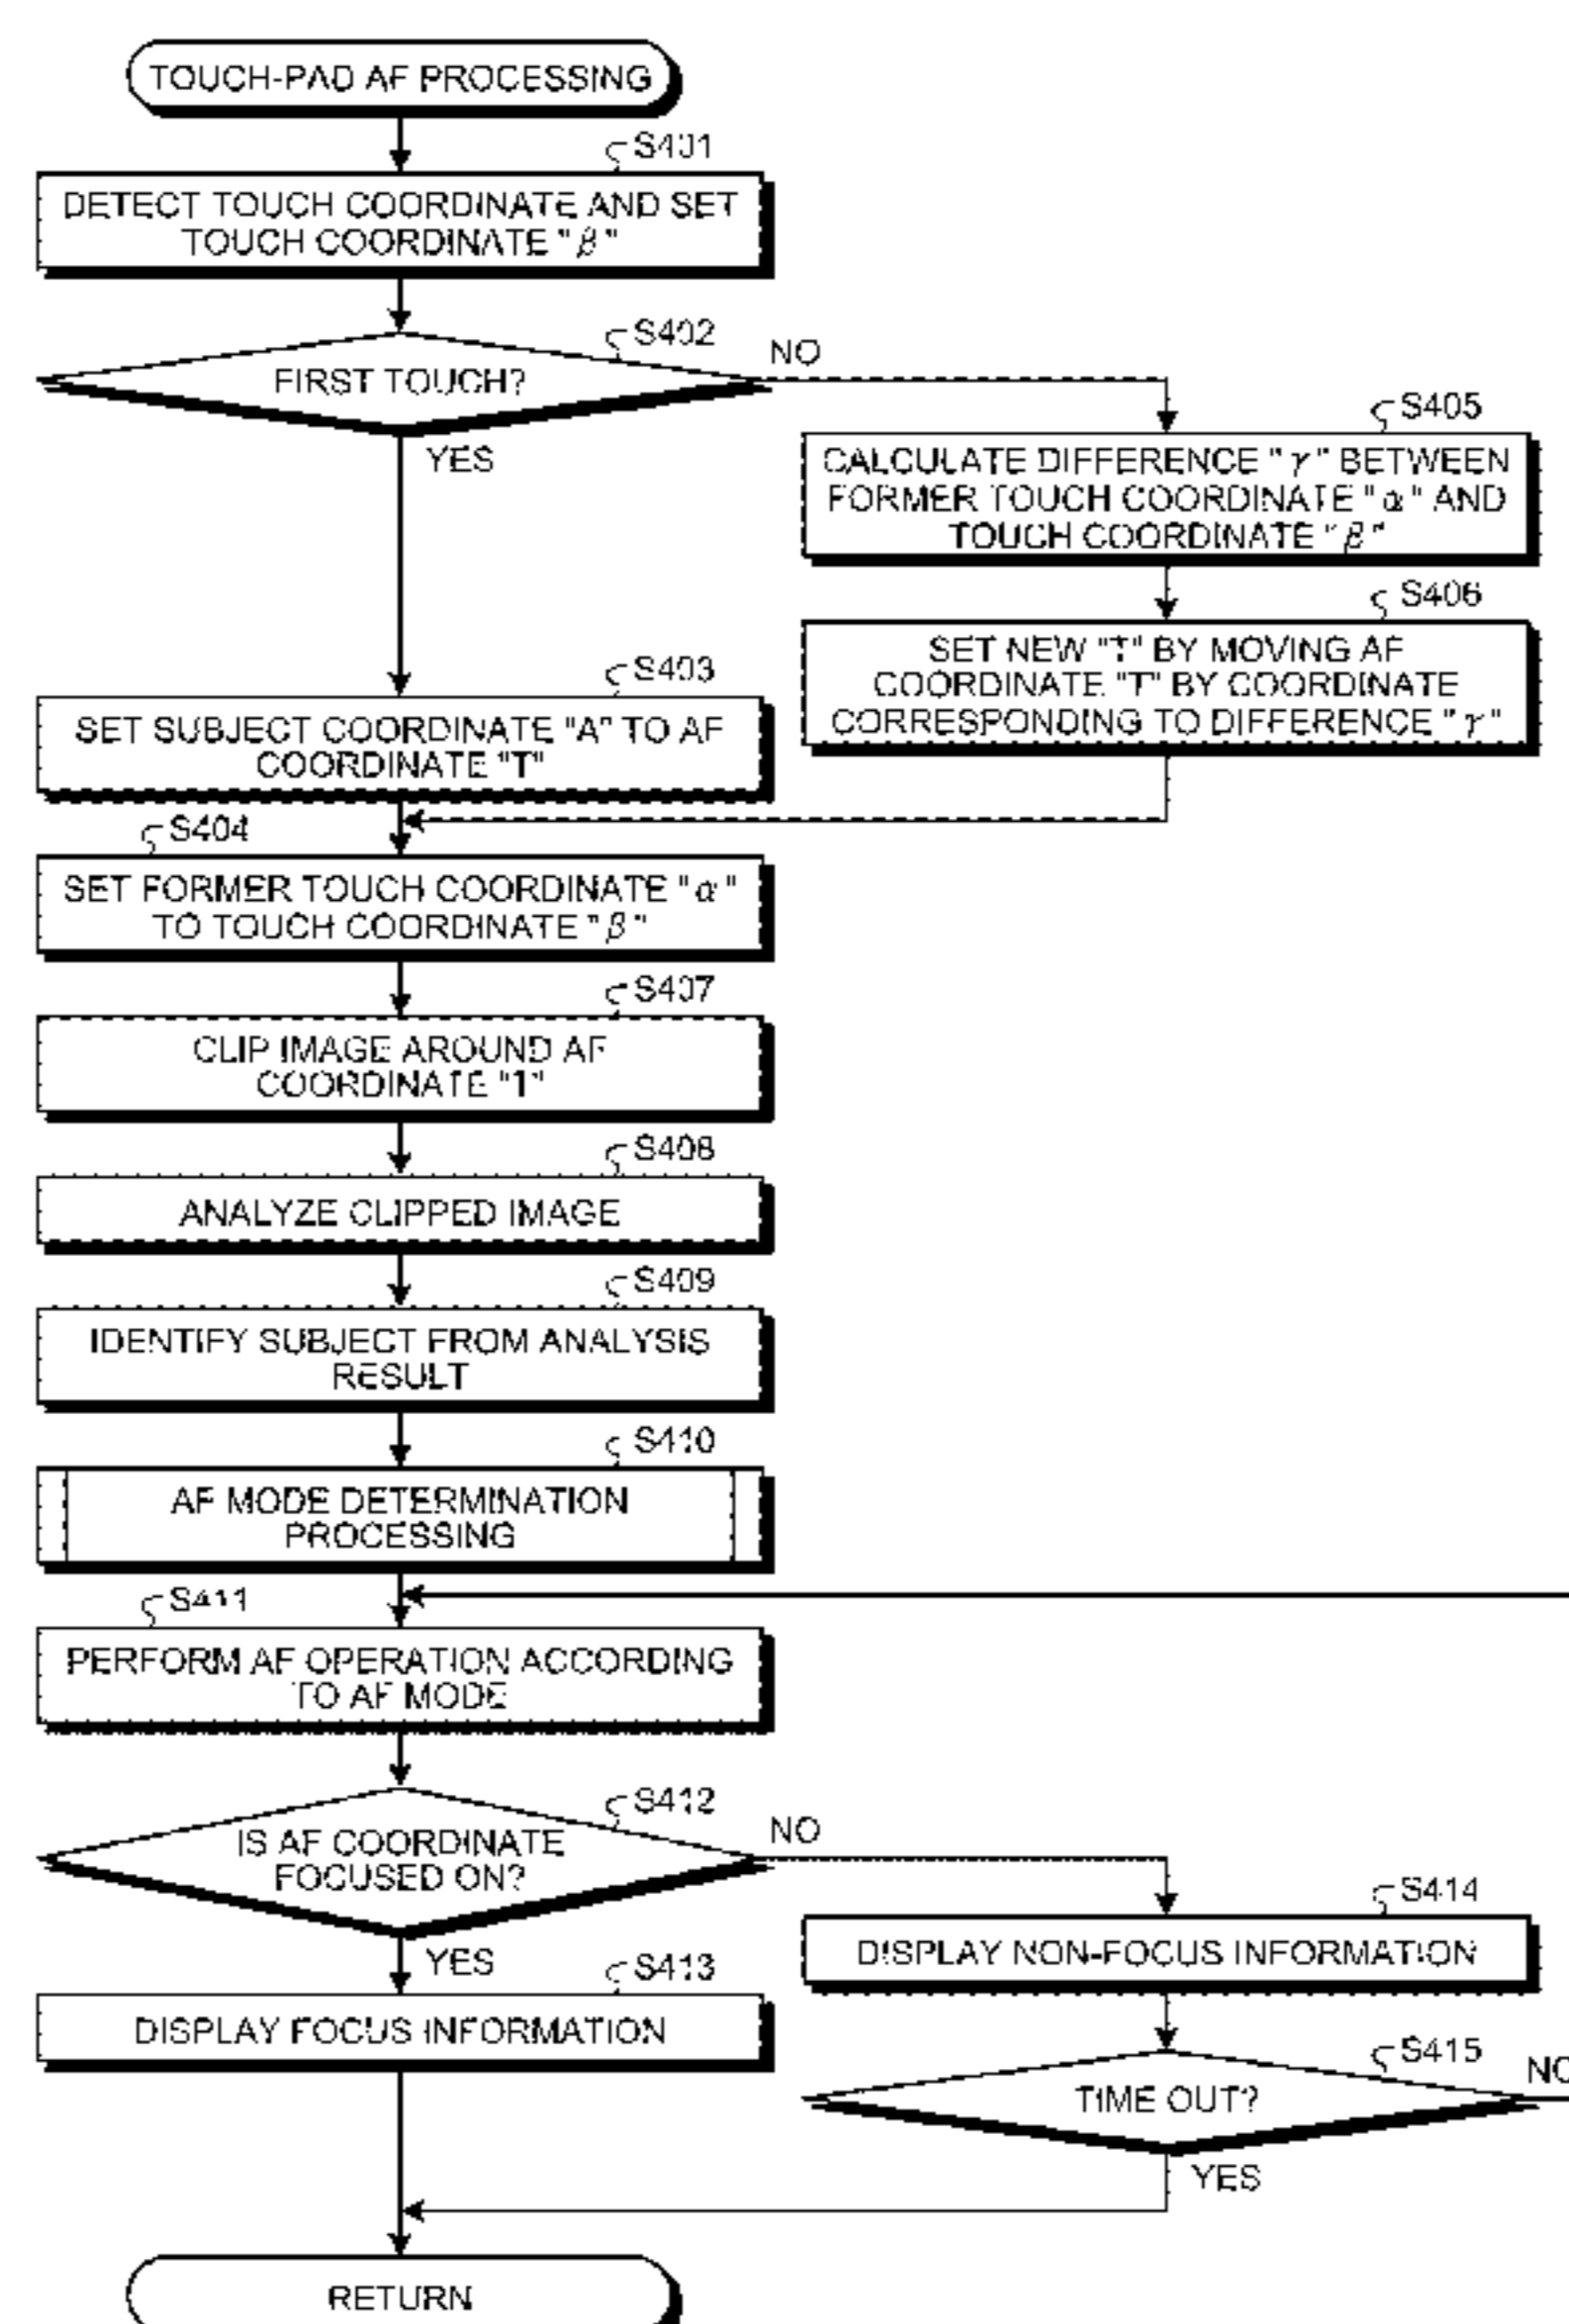 TOUCH-PAD AF PROCESSING
S401
DETECT TOUCH COORDINATE AND SET
TOUCH COORDINATE "β"
S402
FIRST TOUCH?
NO
YES
S405
CALCULATE DIFFERENCE "γ" BETWEEN
FORMER TOUCH COORDINATE "α" AND
TOUCH COORDINATE "β"
S406
SET NEW "T" BY MOVING AF
COORDINATE "T" BY COORDINATE
CORRESPONDING TO DIFFERENCE "γ"
S403
SET SUBJECT COORDINATE "A" TO AF
COORDINATE "T"
S404
SET FORMER TOUCH COORDINATE "α"
TO TOUCH COORDINATE "β"
S407
CLIP IMAGE AROUND AF
COORDINATE "T"
S408
ANALYZE CLIPPED IMAGE
S409
IDENTIFY SUBJECT FROM ANALYSIS
RESULT
S410
AF MODE DETERMINATION
PROCESSING
S411
PERFORM AF OPERATION ACCORDING
TO AF MODE
S412
IS AF COORDINATE
FOCUSED ON?
NO
YES
S414
DISPLAY NON-FOCUS INFORMATION
S413
DISPLAY FOCUS INFORMATION
S415
TIME OUT?
NO
YES
RETURN